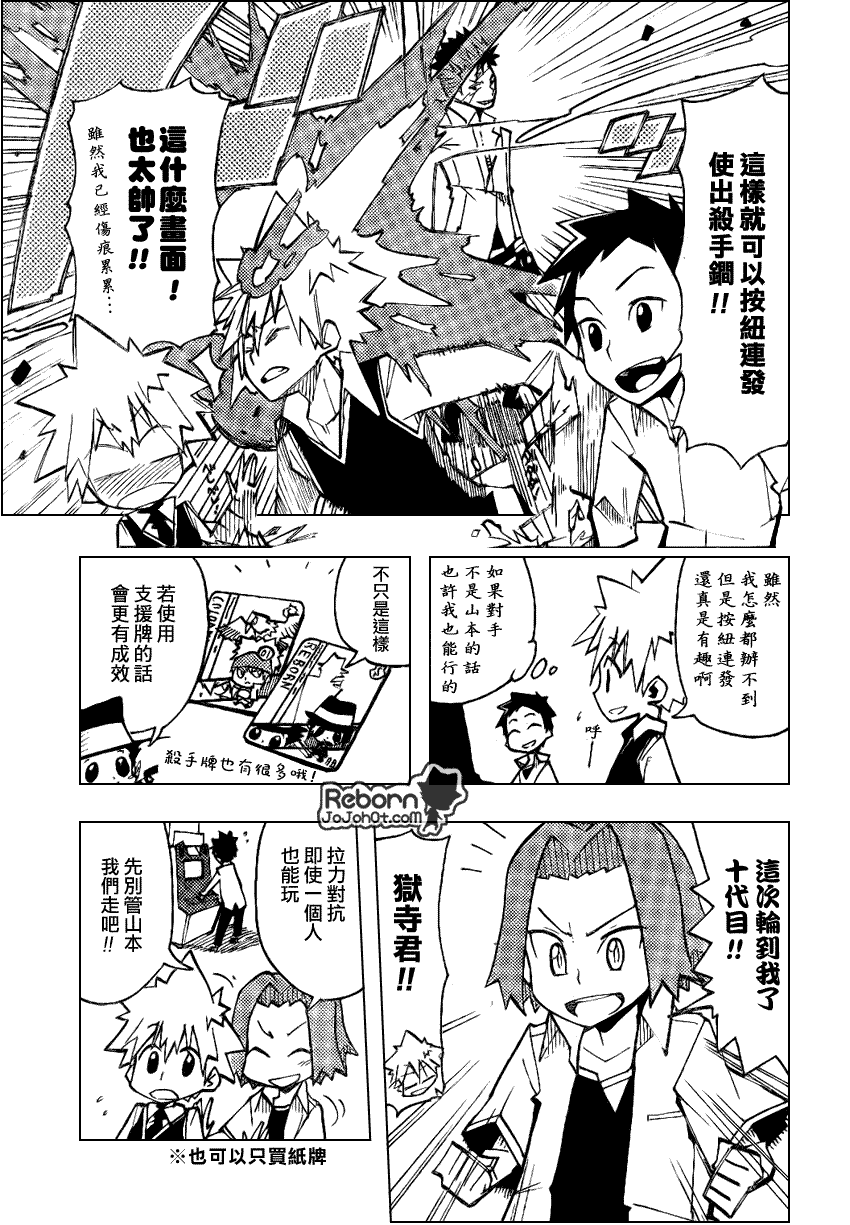 這樣就可以按紐連發
使出殺手鐧!!
這什麼畫面!
也太帥了!!
雖然我已經傷痕累累…
雖然
我怎麼都辦不到
但是按紐連發
還真是有趣啊
呼—
如果對手
不是山本的話
也許我也能行的
不只是這樣
REBORN
若使用
支援牌的話
會更有成效
殺手牌也有很多哦!
Reborn
JoJoHot.com
這次輪到我了
十代目!!
獄寺君!!
拉力對抗
即使一個人
也能玩
先別管山本
我們走吧!!
※也可以只買紙牌